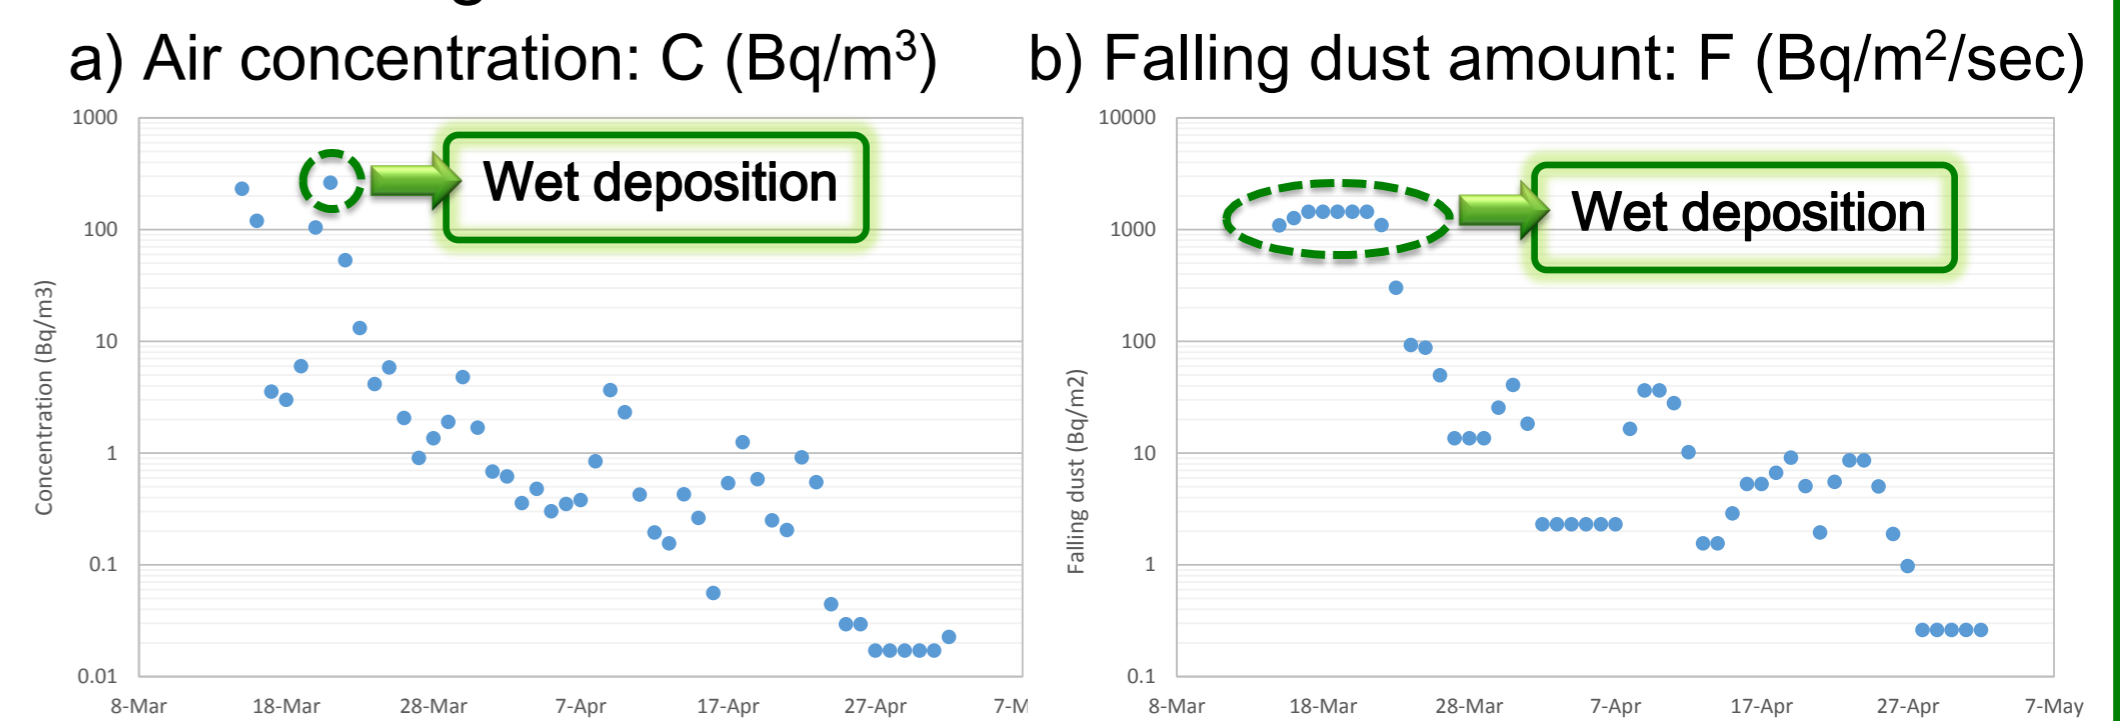 a) Air concentration: C (Bq/m³)
1000
100
10
1
0.1
0.01
Concentration (Bq/m3)
Wet deposition
8-Mar 18-Mar 28-Mar 7-Apr 17-Apr 27-Apr 7-M
b) Falling dust amount: F (Bq/m²/sec)
10000
1000
100
10
1
0.1
Falling dust (Bq/m2)
Wet deposition
8-Mar 18-Mar 28-Mar 7-Apr 17-Apr 27-Apr 7-May